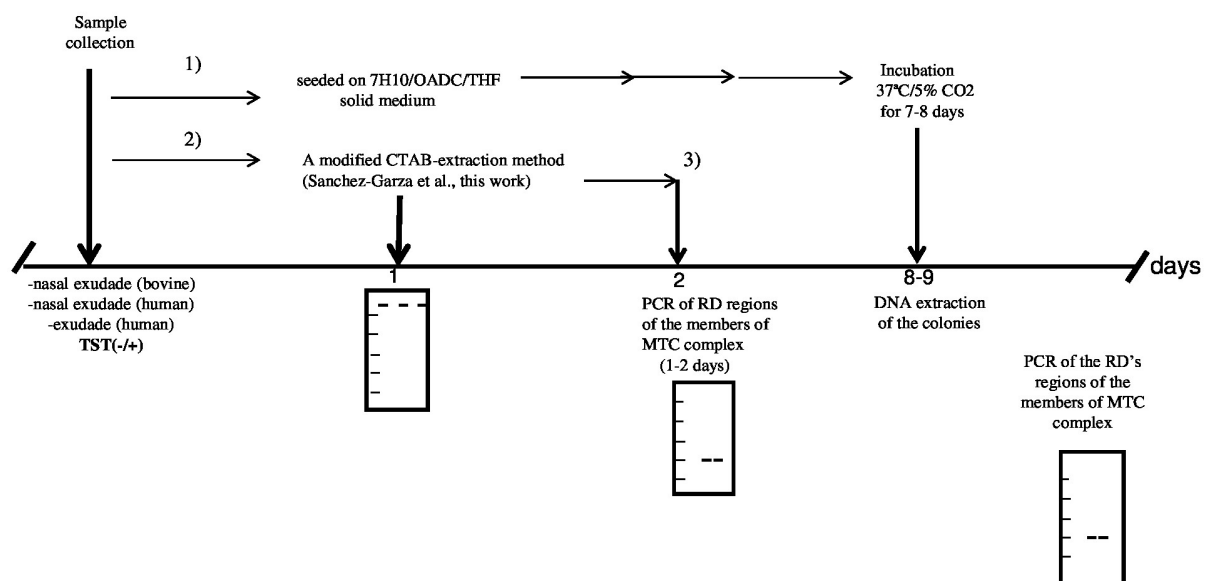 Sample
collection
1)
seeded on 7H10/OADC/THF
solid medium
Incubation
37ªC/5% CO2
for 7-8 days
2)
A modified CTAB-extraction method
(Sanchez-Garza et al., this work)
3)
days
-nasal exudade (bovine)
-nasal exudade (human)
-exudade (human)
TST(-/+)
1
2
PCR of RD regions
of the members of
MTC complex
(1-2 days)
8-9
DNA extraction
of the colonies
PCR of the RD's
regions of the
members of MTC
complex